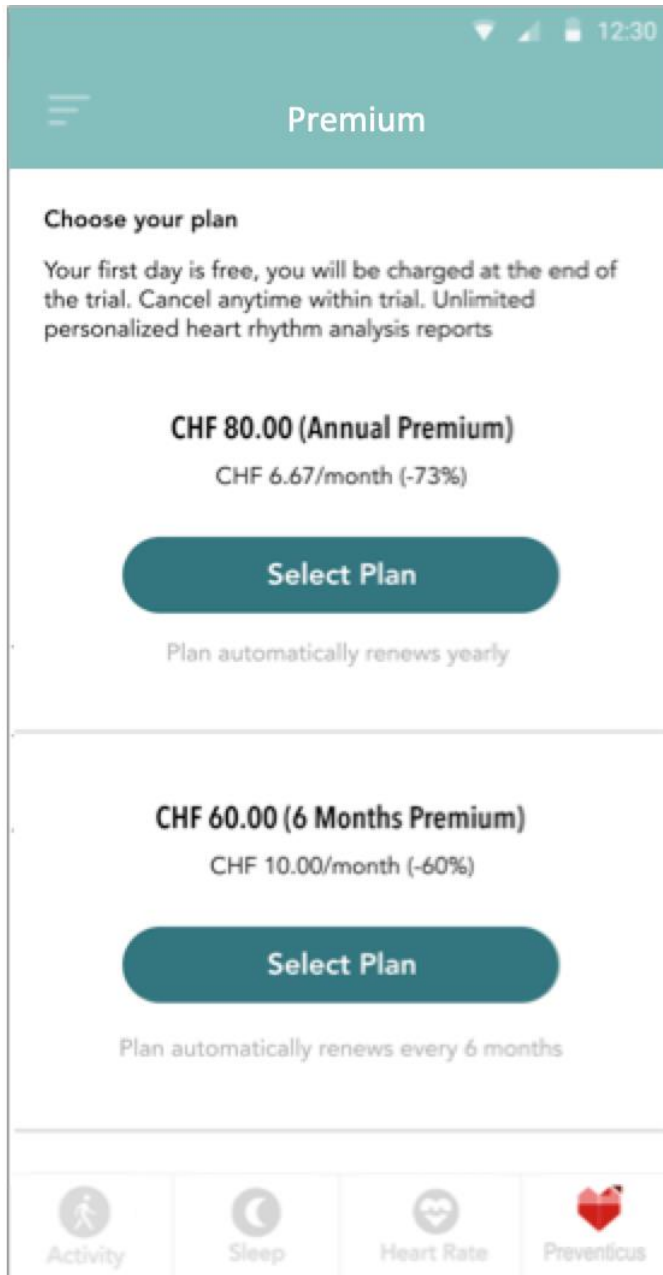 12:30
Premium
Choose your plan
Your first day is free, you will be charged at the end of
the trial. Cancel anytime within trial. Unlimited
personalized heart rhythm analysis reports
CHF 80.00 (Annual Premium)
CHF 6.67/month (-73%)
Select Plan
Plan automatically renews yearly
CHF 60.00 (6 Months Premium)
CHF 10.00/month (-60%)
Select Plan
Plan automatically renews every 6 months
Activity
Sleep
Heart Rate
Preventicus